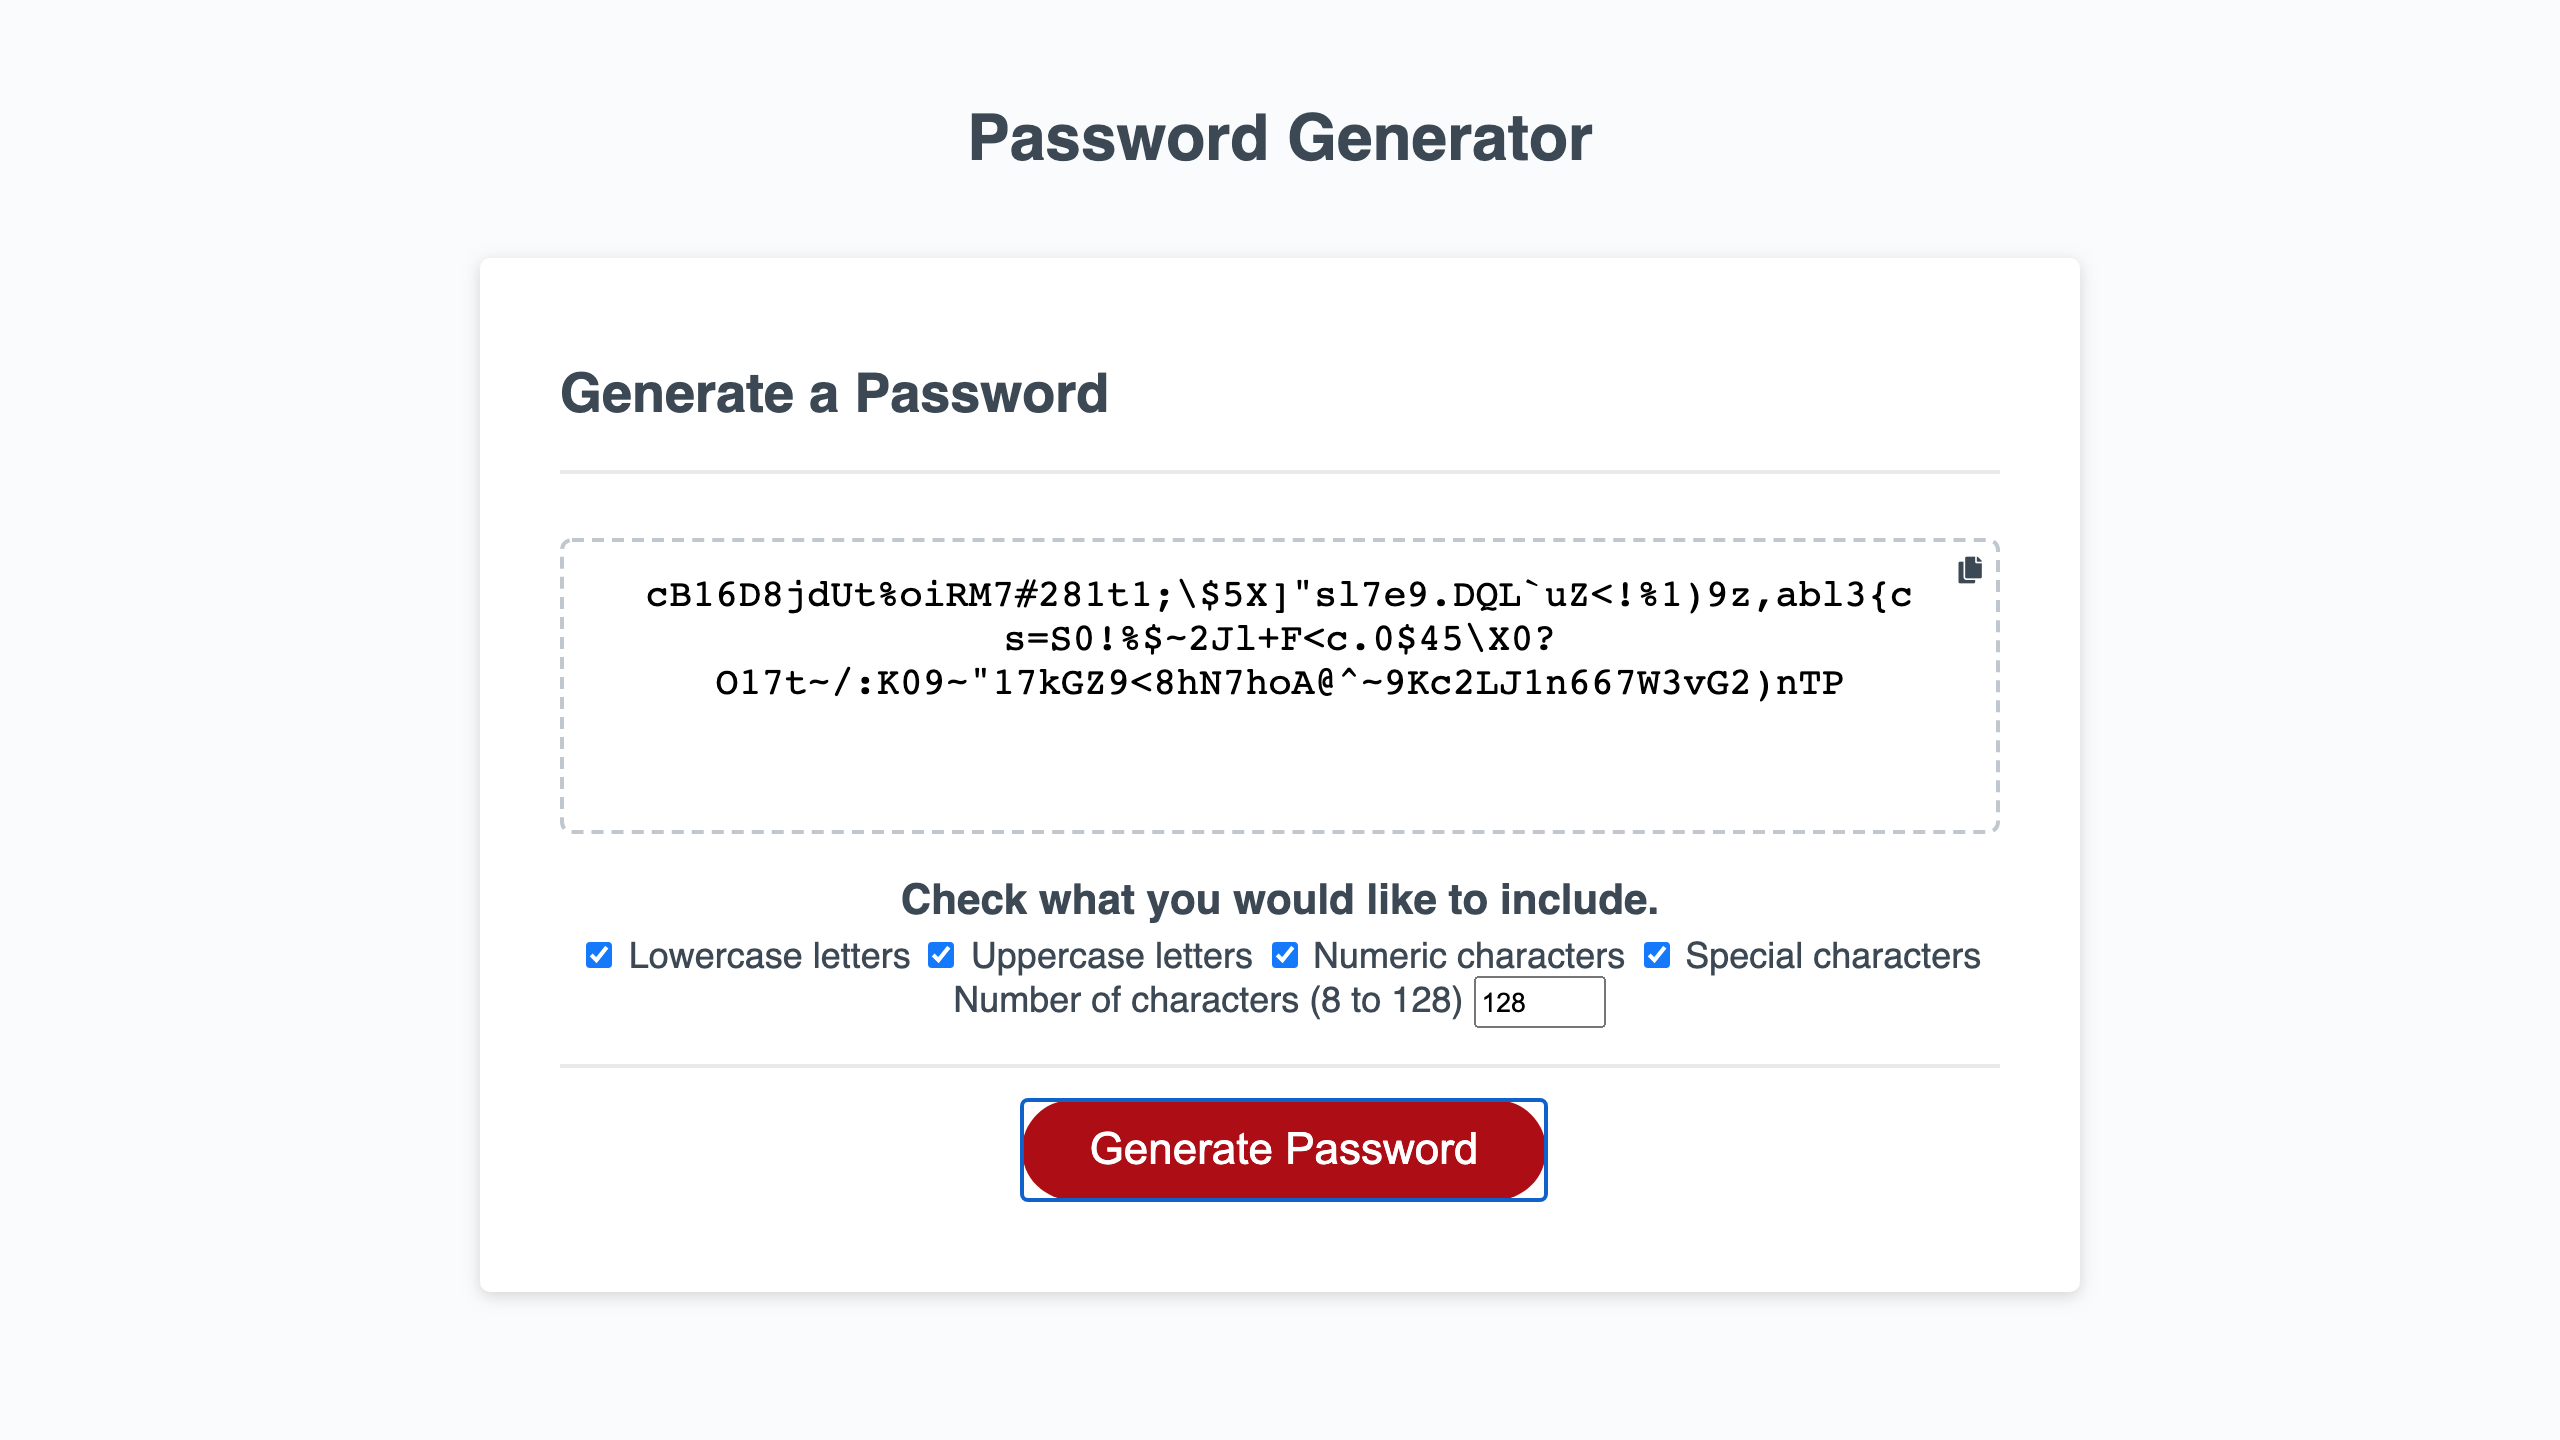 Password Generator
Generate a Password
cB16D8jdUt%oiRM7#281t1;\$5X]"sl7e9.DQL`uZ<!%1)9z,abl3{c
s=S0!%$~2Jl+F<c.0$45\X0?
O17t~/:K09~"17kGZ9<8hN7hoA@^~9Kc2LJ1n667W3vG2)nTP
Check what you would like to include.
Lowercase letters Uppercase letters Numeric characters Special characters
Number of characters (8 to 128) 128
Generate Password